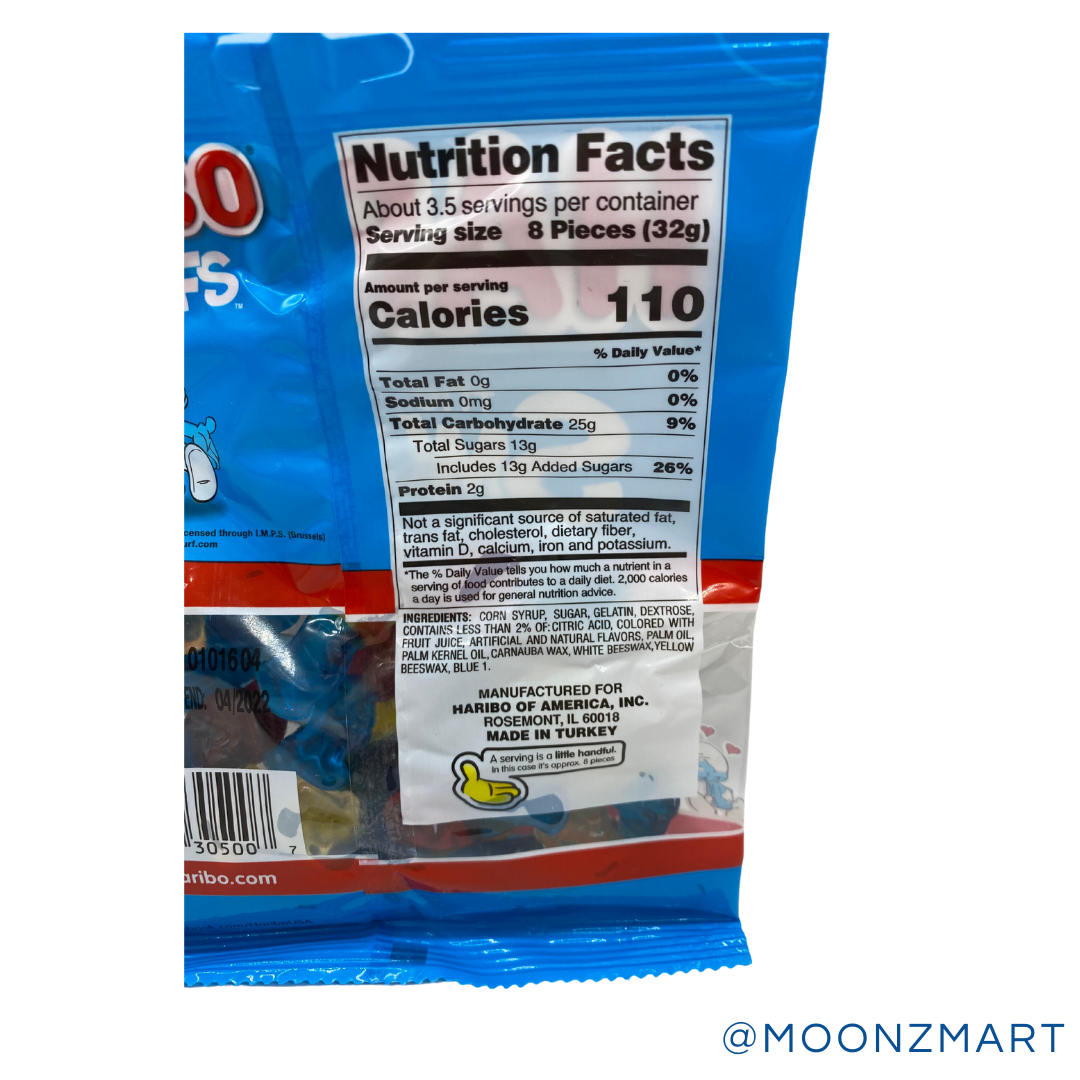 Nutrition Facts
About 3.5 servings per container
Serving size 8 Pieces (32g)
Amount per serving
Calories 110
% Daily Value*
Total Fat 0g 0%
Sodium 0mg 0%
Total Carbohydrate 25g 9%
Total Sugars 13g
Includes 13g Added Sugars 26%
Protein 2g
Not a significant source of saturated fat,
trans fat, cholesterol, dietary fiber,
vitamin D, calcium, iron and potassium.
*The % Daily Value tells you how much a nutrient in a
serving of food contributes to a daily diet. 2,000 calories
a day is used for general nutrition advice.
INGREDIENTS: CORN SYRUP, SUGAR, GELATIN, DEXTROSE,
CONTAINS LESS THAN 2% OF: CITRIC ACID, COLORED WITH
FRUIT JUICE, ARTIFICIAL AND NATURAL FLAVORS, PALM OIL,
PALM KERNEL OIL, CARNAUBA WAX, WHITE BEESWAX, YELLOW
BEESWAX, BLUE 1.
MANUFACTURED FOR
HARIBO OF AMERICA, INC.
ROSEMONT, IL 60018
MADE IN TURKEY
A serving is a little handful.
In this case it's approx. 8 pieces
BO
FS™
censed through I.M.P.S. (Brussels)
urf.com
01016 04
END. 04/2022
30500 7
aribo.com
@MOONZMART